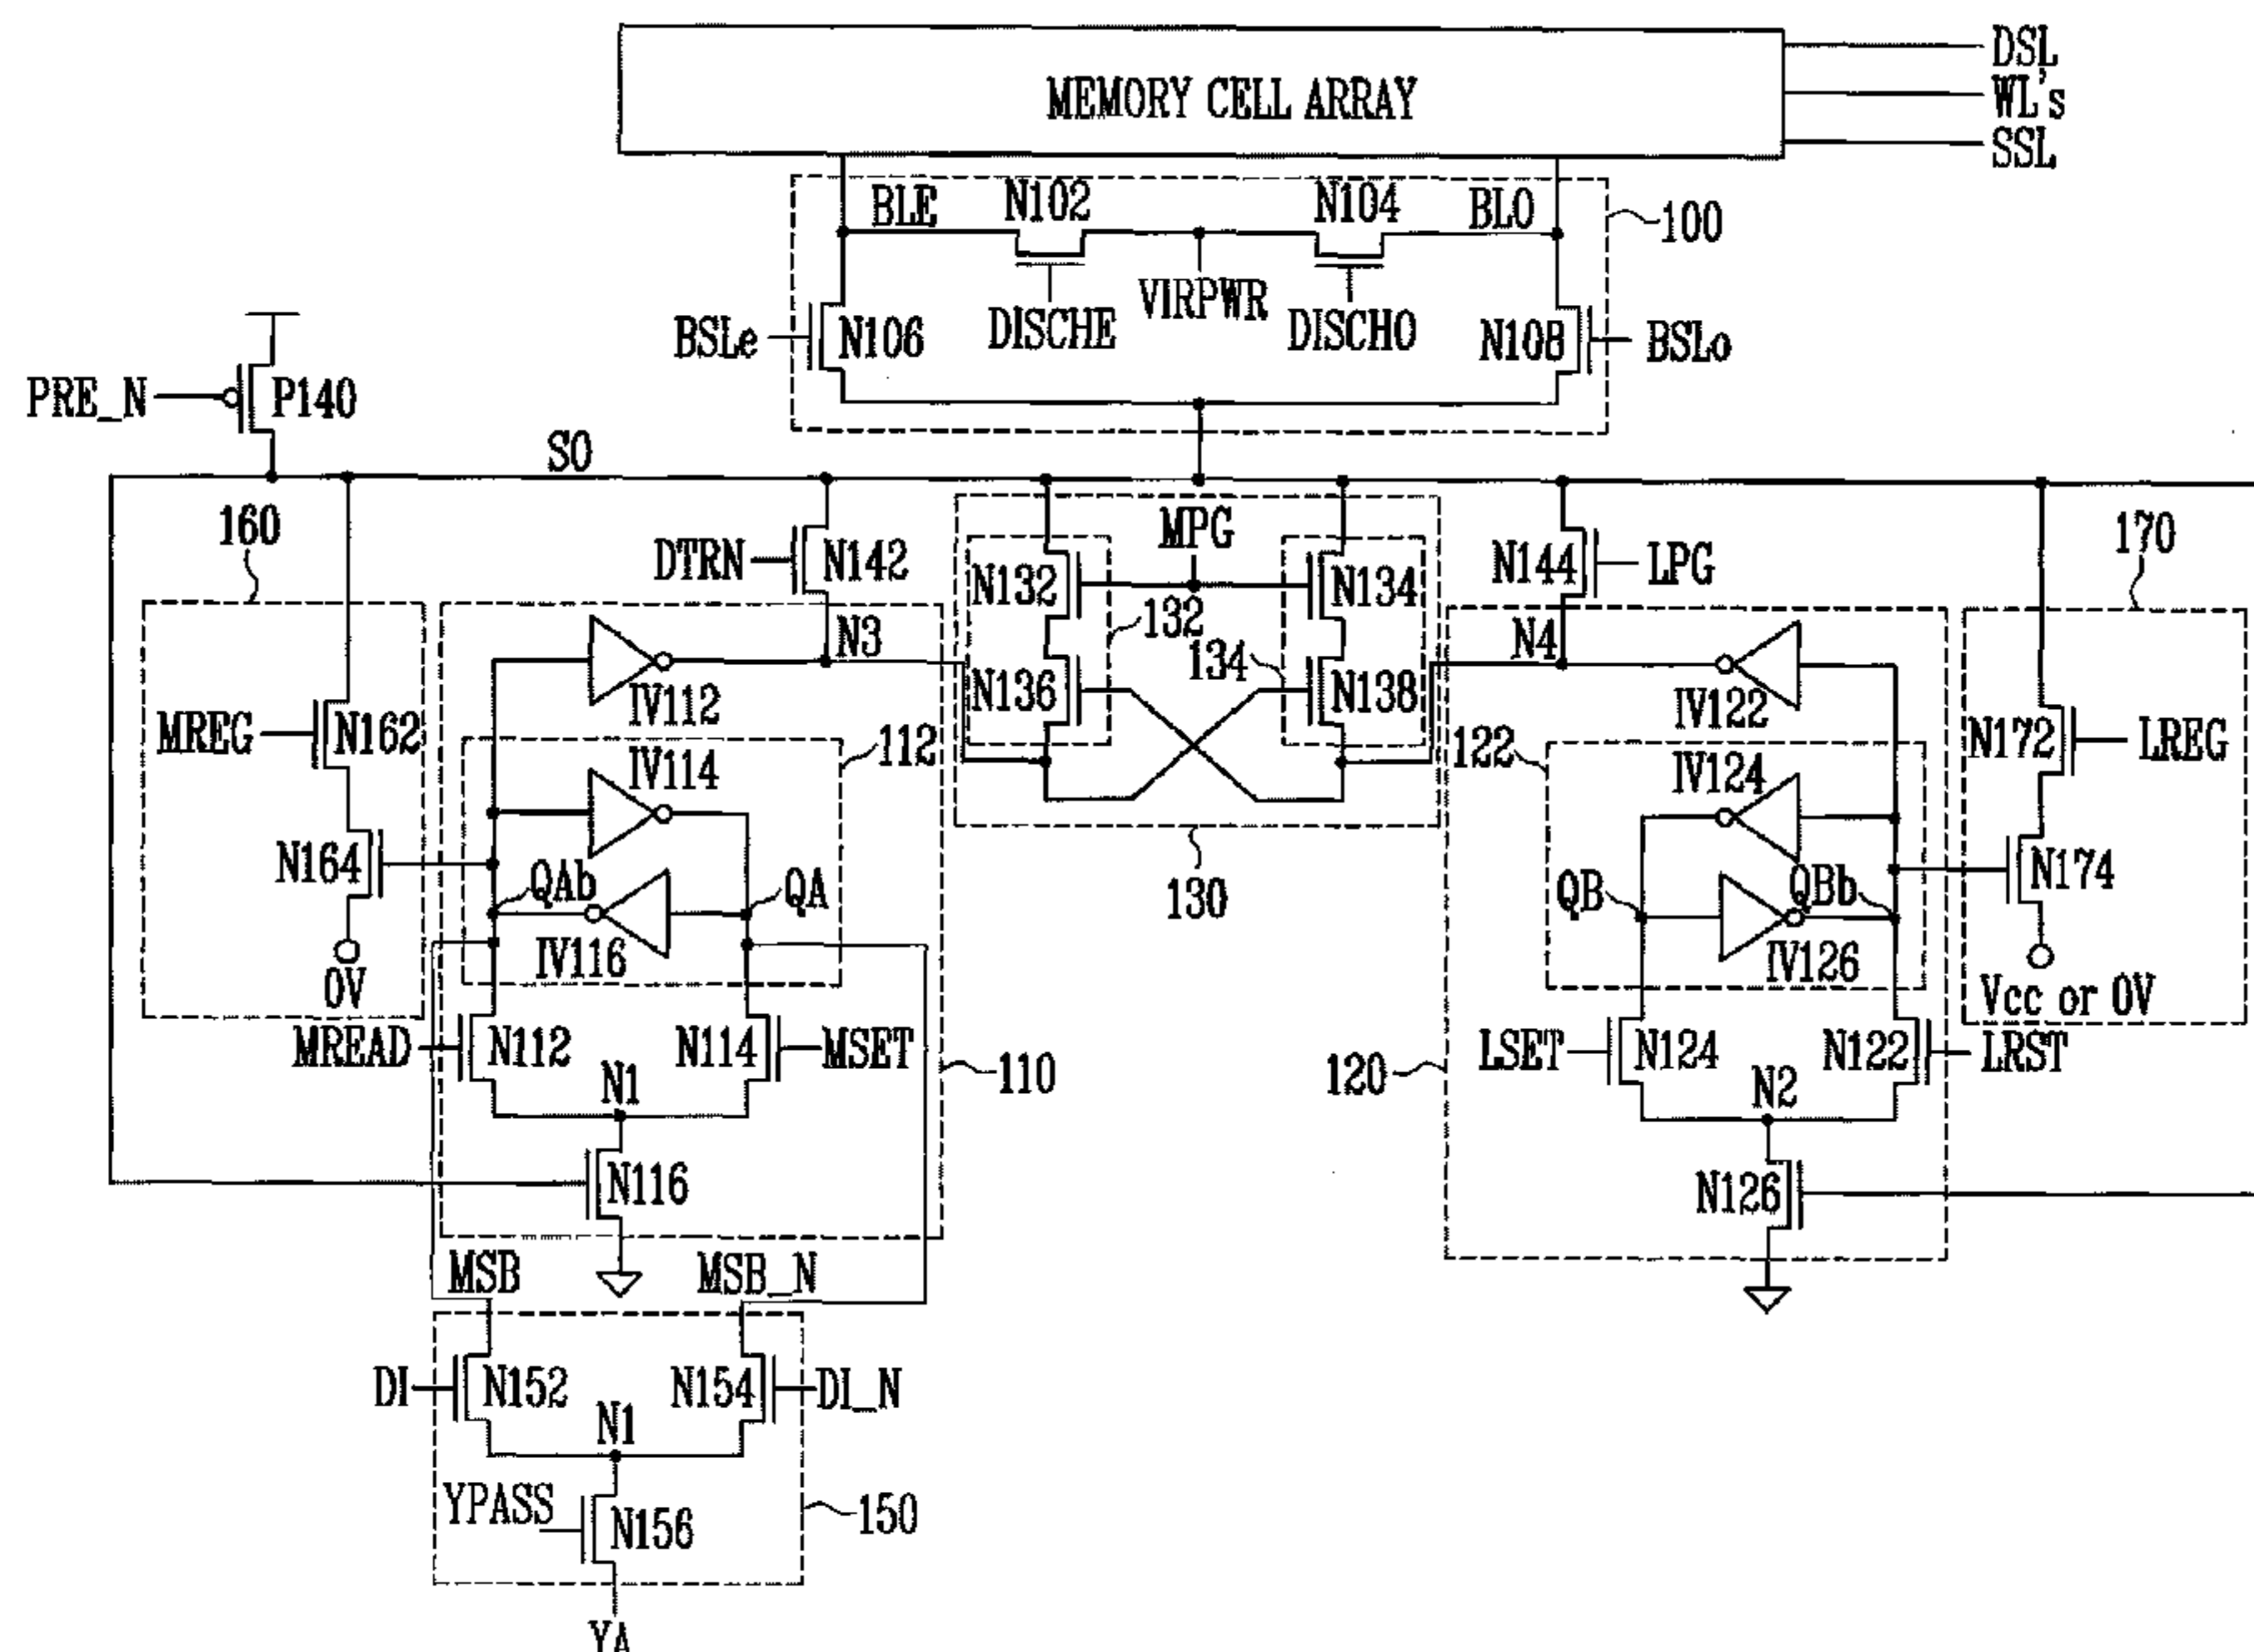 MEMORY CELL ARRAY
DSL
WL's
SSL
BLE
N102
N104
BLO
100
VIRPWR
DISCHE
DISCHO
BSLe
N106
N108
BSLo
PRE_N
P140
SO
160
MPG
170
DTRN
N142
N132
N134
N144
LPG
132
N3
134
N4
N136
N138
IV112
IV122
MREG
N162
N172
LREG
112
IV114
122
IV124
130
N164
QAb
QA
QB
QBb
N174
IV116
IV126
0V
Vcc or 0V
MREAD
N112
N114
MSET
110
120
LSET
N124
N122
LRST
N1
N2
N116
N126
MSB
MSB_N
DI
N152
N154
DI_N
N1
YPASS
N156
150
YA